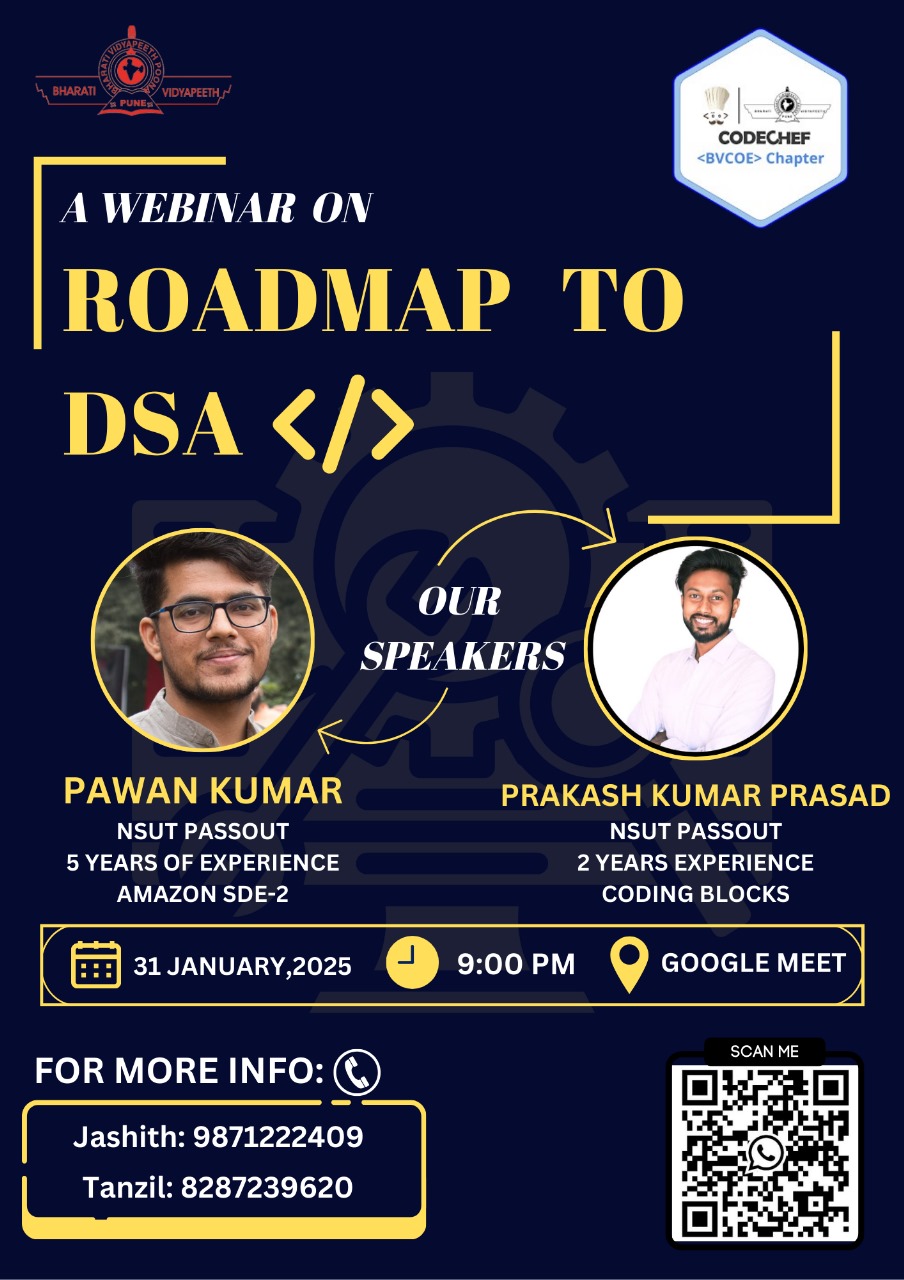 BHARATI VIDYAPEETH POONA
BHARATI VIDYAPEETH
PUNE
CODECHEF
<BVCOE> Chapter
A WEBINAR ON
ROADMAP TO
DSA </>
OUR
SPEAKERS
PAWAN KUMAR
NSUT PASSOUT
5 YEARS OF EXPERIENCE
AMAZON SDE-2
PRAKASH KUMAR PRASAD
NSUT PASSOUT
2 YEARS EXPERIENCE
CODING BLOCKS
31 JANUARY,2025
9:00 PM
GOOGLE MEET
FOR MORE INFO:
Jashith: 9871222409
Tanzil: 8287239620
SCAN ME